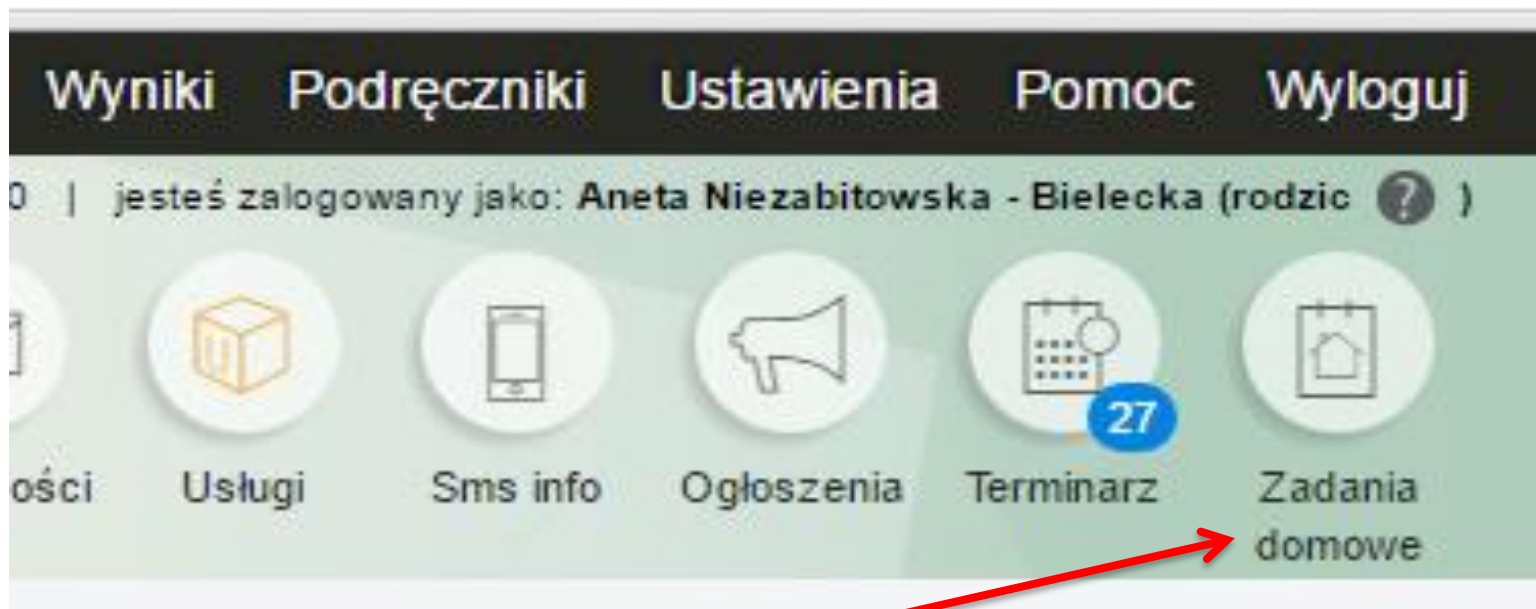 Wyniki Podręczniki Ustawienia Pomoc Wyloguj
0 | jesteś zalogowany jako: Aneta Niezabitowska - Bielecka (rodzic ? )
27
ości Usługi Sms info Ogłoszenia Terminarz Zadania
domowe